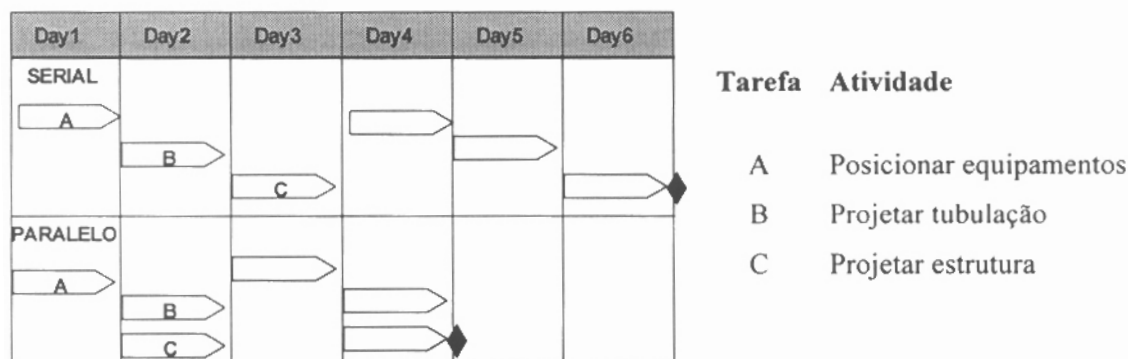 Day1 Day2 Day3 Day4 Day5 Day6
SERIAL
A
B
C
PARALELO
A
B
C
Tarefa Atividade
A Posicionar equipamentos
B Projetar tubulação
C Projetar estrutura